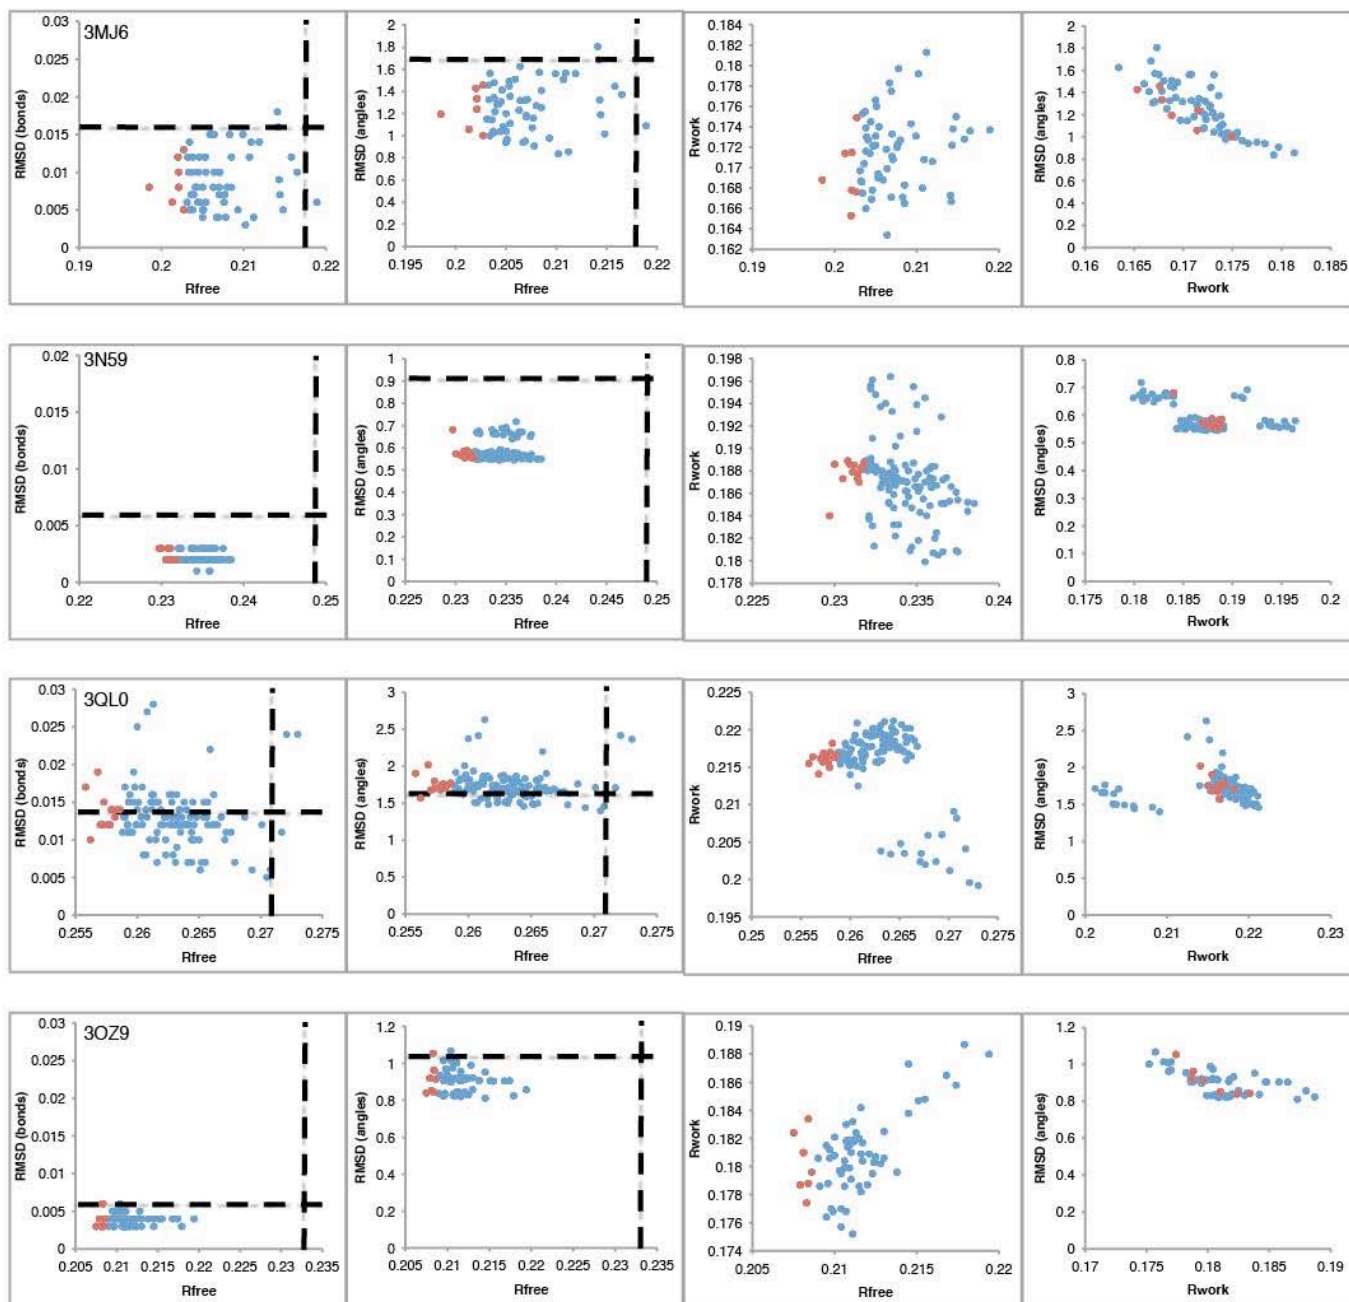 3MJ6
RMSD (bonds)
0.03
0.025
0.02
0.015
0.01
0.005
0
0.19 0.2 0.21 0.22
Rfree
RMSD (angles)
2
1.8
1.6
1.4
1.2
1
0.8
0.6
0.4
0.2
0
0.195 0.2 0.205 0.21 0.215 0.22
Rfree
Rwork
0.184
0.182
0.18
0.178
0.176
0.174
0.172
0.17
0.168
0.166
0.164
0.162
0.19 0.2 0.21 0.22
Rfree
RMSD (angles)
2
1.8
1.6
1.4
1.2
1
0.8
0.6
0.4
0.2
0
0.16 0.165 0.17 0.175 0.18 0.185
Rwork
3N59
RMSD (bonds)
0.02
0.015
0.01
0.005
0
0.22 0.23 0.24 0.25
Rfree
RMSD (angles)
1
0.9
0.8
0.7
0.6
0.5
0.4
0.3
0.2
0.1
0
0.225 0.23 0.235 0.24 0.245 0.25
Rfree
Rwork
0.198
0.196
0.194
0.192
0.19
0.188
0.186
0.184
0.182
0.18
0.178
0.225 0.23 0.235 0.24
Rfree
RMSD (angles)
0.8
0.7
0.6
0.5
0.4
0.3
0.2
0.1
0
0.175 0.18 0.185 0.19 0.195 0.2
Rwork
3QL0
RMSD (bonds)
0.03
0.025
0.02
0.015
0.01
0.005
0
0.255 0.26 0.265 0.27 0.275
Rfree
RMSD (angles)
3
2.5
2
1.5
1
0.5
0
0.255 0.26 0.265 0.27 0.275
Rfree
Rwork
0.225
0.22
0.215
0.21
0.205
0.2
0.195
0.25 0.255 0.26 0.265 0.27 0.275
Rfree
RMSD (angles)
3
2.5
2
1.5
1
0.5
0
0.2 0.21 0.22 0.23
Rwork
3OZ9
RMSD (bonds)
0.03
0.025
0.02
0.015
0.01
0.005
0
0.205 0.21 0.215 0.22 0.225 0.23 0.235
Rfree
RMSD (angles)
1.2
1
0.8
0.6
0.4
0.2
0
0.205 0.21 0.215 0.22 0.225 0.23 0.235
Rfree
Rwork
0.19
0.188
0.186
0.184
0.182
0.18
0.178
0.176
0.174
0.205 0.21 0.215 0.22
Rfree
RMSD (angles)
1.2
1
0.8
0.6
0.4
0.2
0
0.17 0.175 0.18 0.185 0.19
Rwork